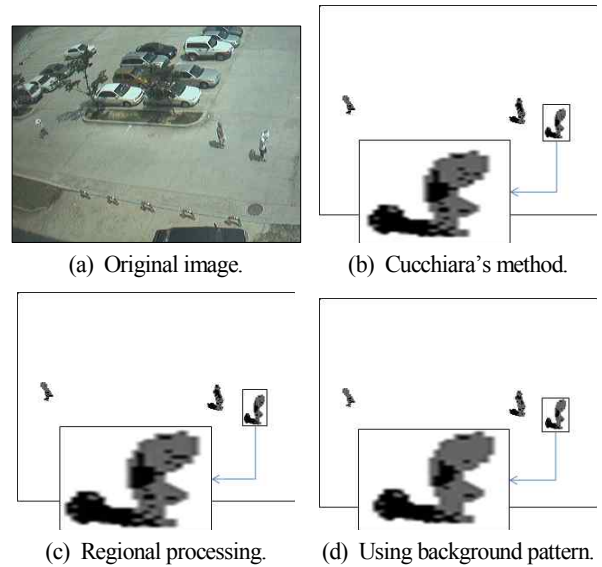 (a) Original image.
(b) Cucchiara's method.
(c) Regional processing.
(d) Using background pattern.